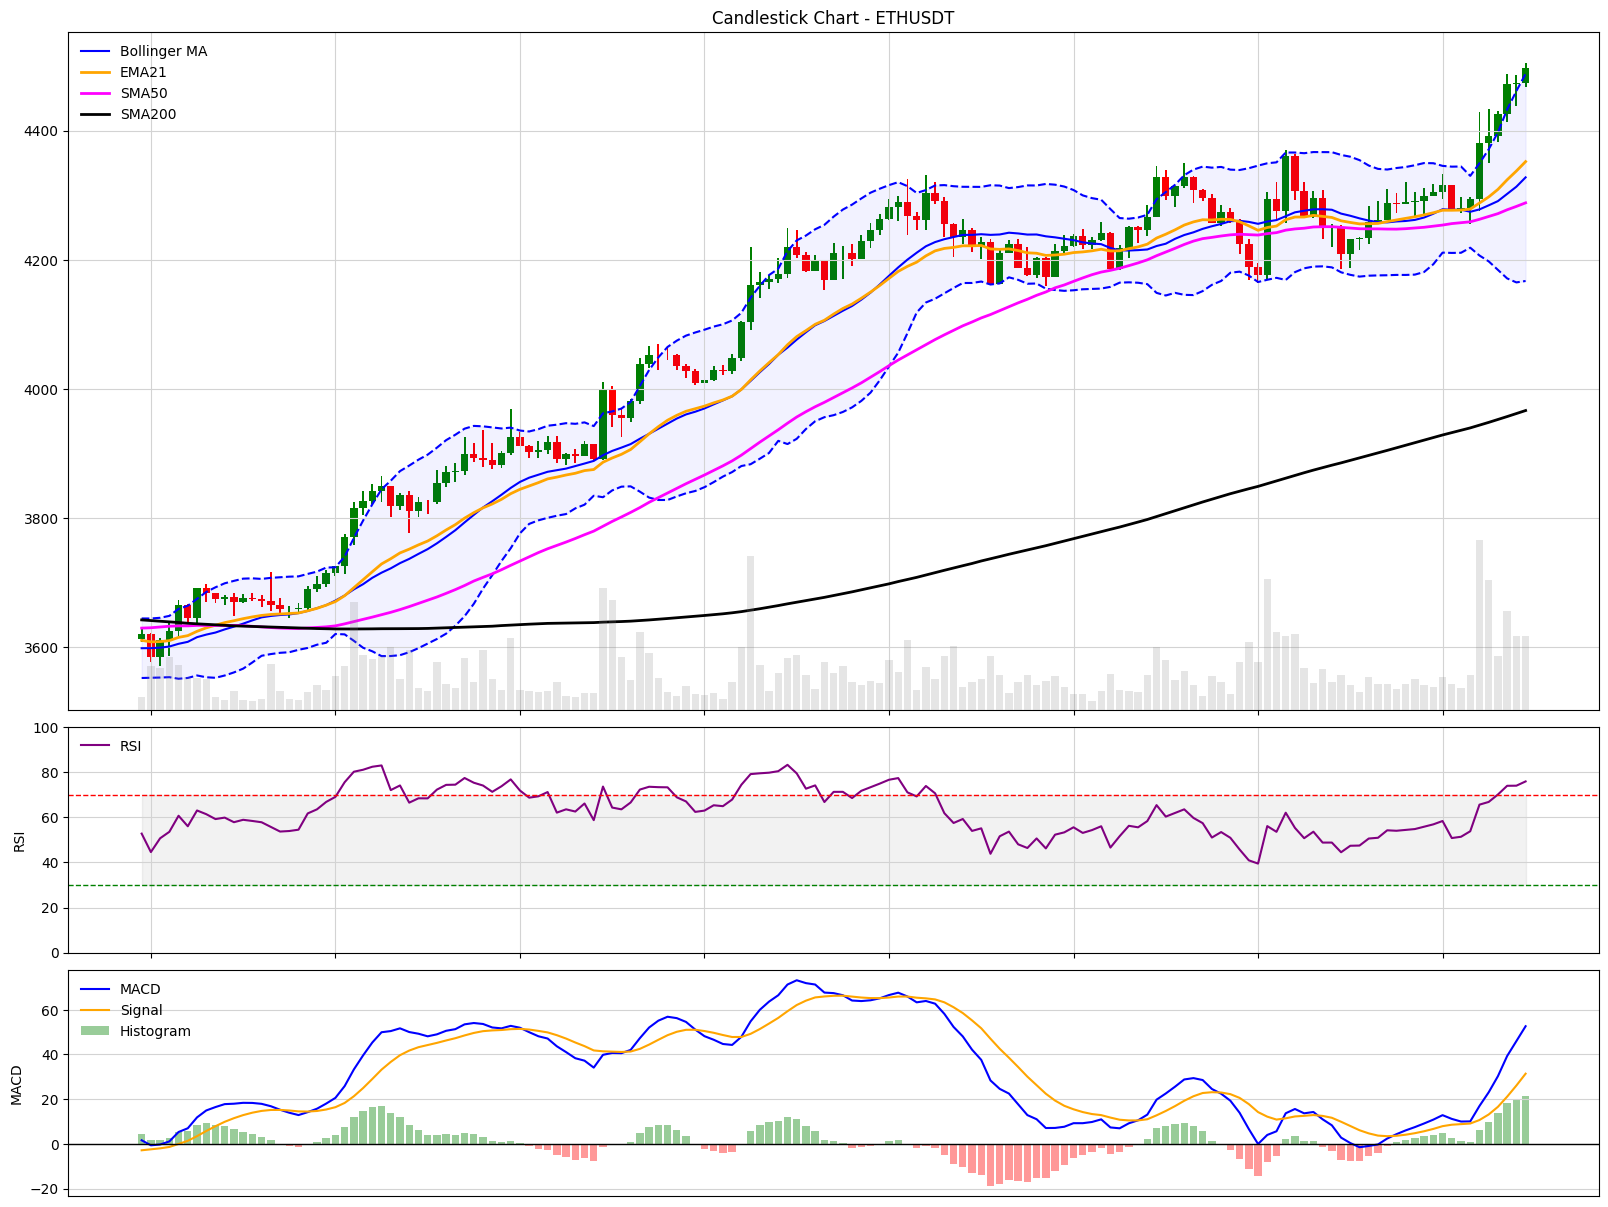 Candlestick Chart - ETHUSDT
Bollinger MA
EMA21
SMA50
SMA200
4400
4200
4000
3800
3600
RSI
100
80
60
40
20
0
RSI
MACD
Signal
Histogram
60
40
20
0
−20
MACD